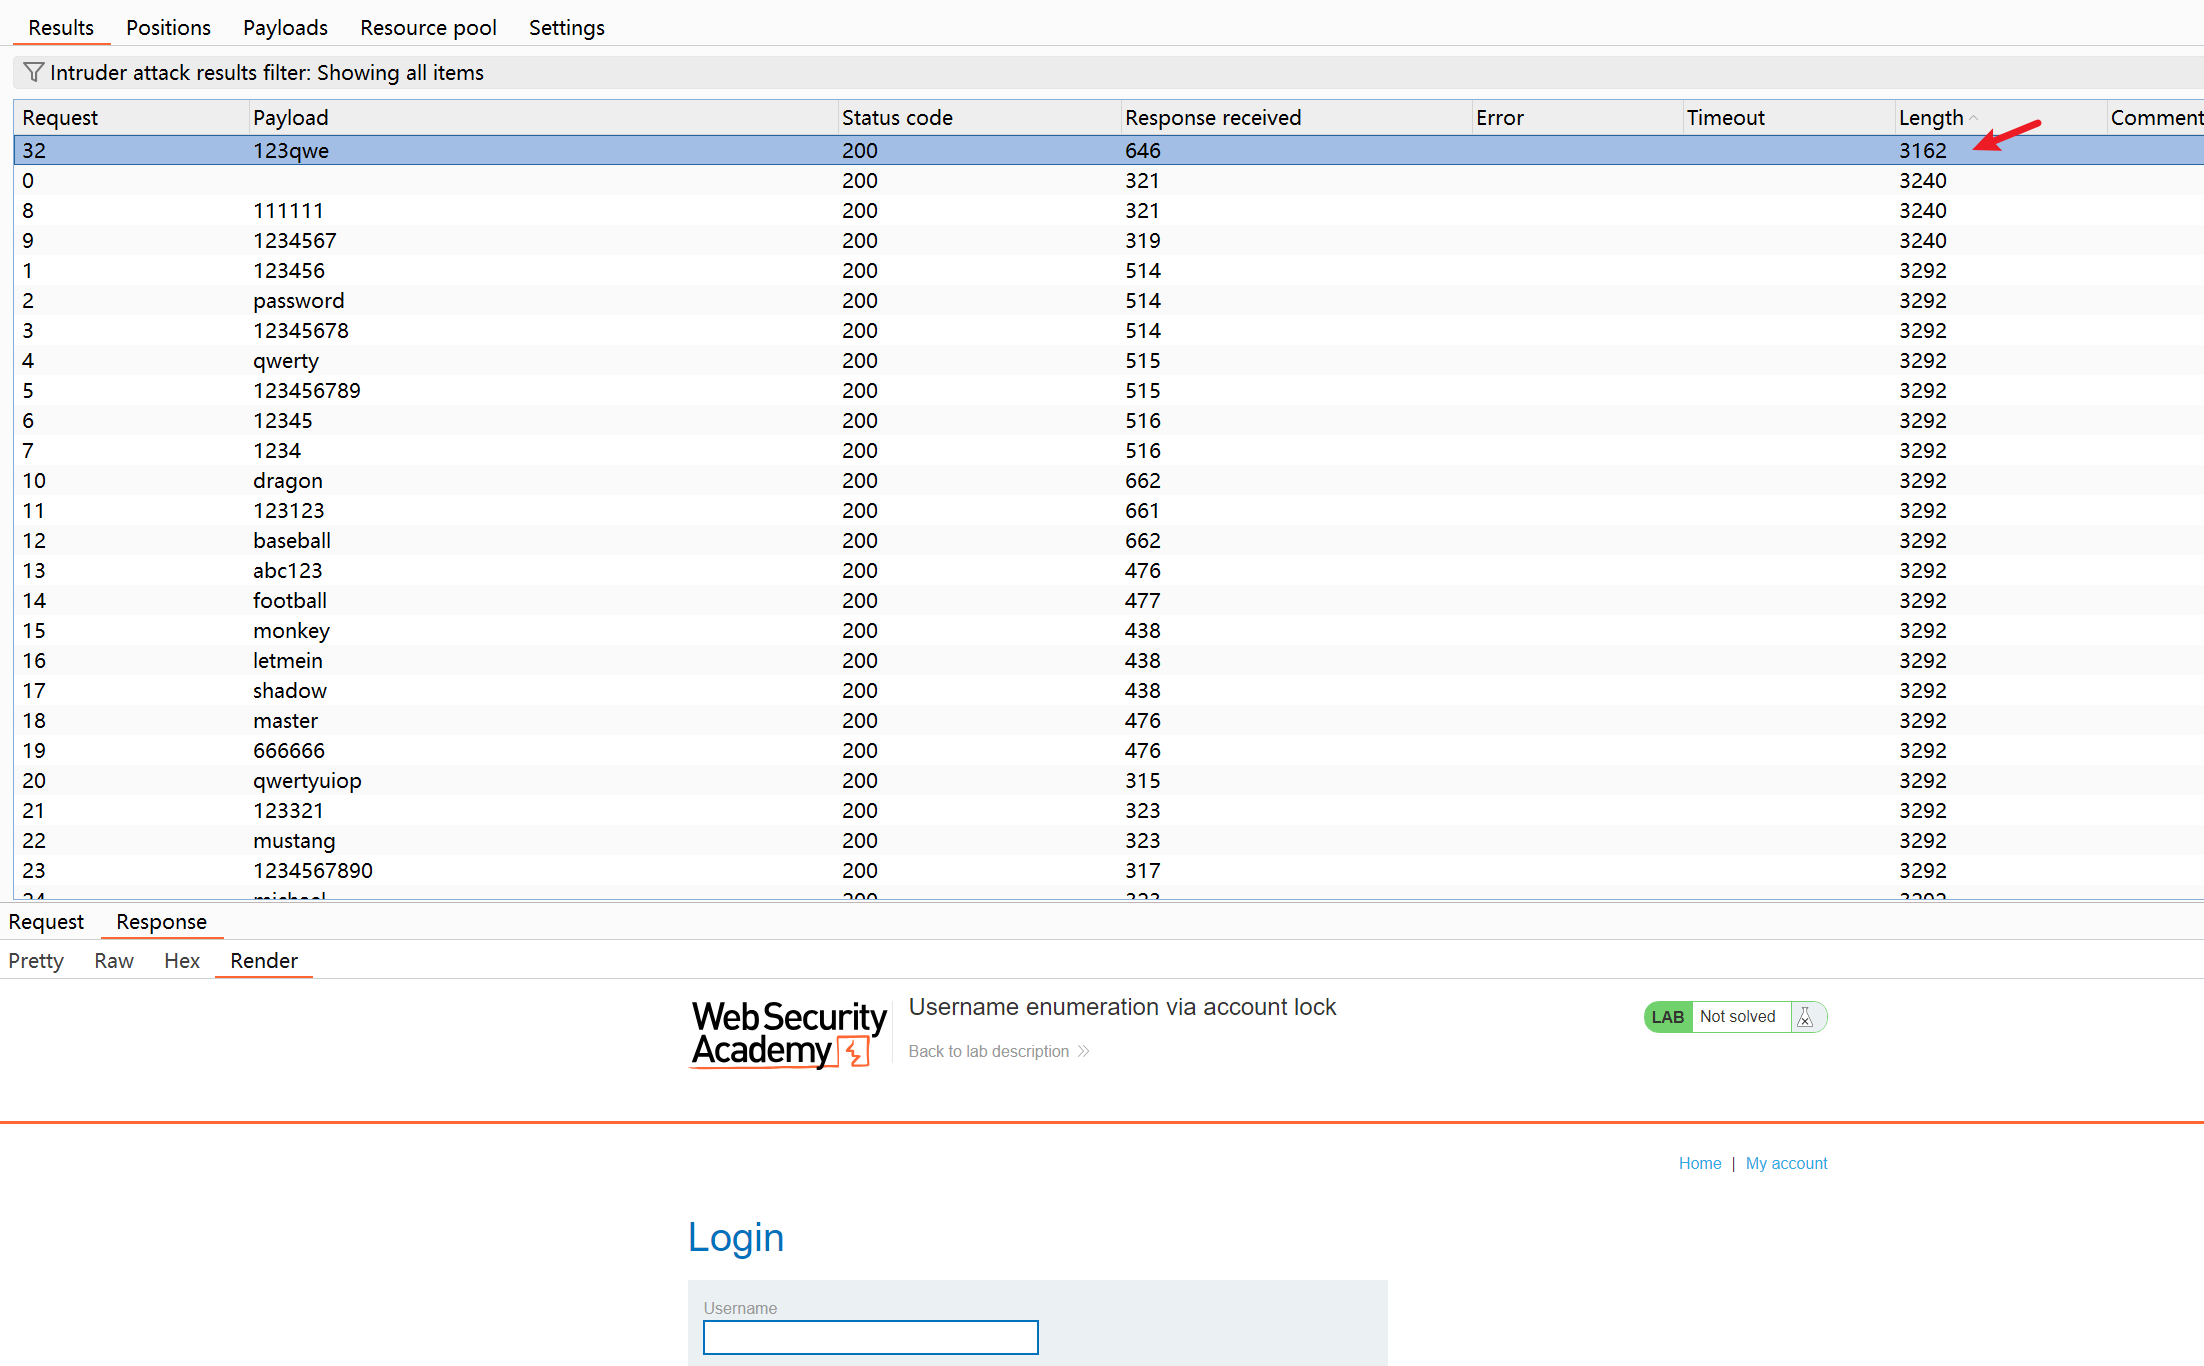 Results Positions Payloads Resource pool Settings
Intruder attack results filter: Showing all items
Request Payload Status code Response received Error Timeout Length Comment
32 123qwe 200 646 3162
0 200 321 3240
8 111111 200 321 3240
9 1234567 200 319 3240
1 123456 200 514 3292
2 password 200 514 3292
3 12345678 200 514 3292
4 qwerty 200 515 3292
5 123456789 200 515 3292
6 12345 200 516 3292
7 1234 200 516 3292
10 dragon 200 662 3292
11 123123 200 661 3292
12 baseball 200 662 3292
13 abc123 200 476 3292
14 football 200 477 3292
15 monkey 200 438 3292
16 letmein 200 438 3292
17 shadow 200 438 3292
18 master 200 476 3292
19 666666 200 476 3292
20 qwertyuiop 200 315 3292
21 123321 200 323 3292
22 mustang 200 323 3292
23 1234567890 200 317 3292
Request Response
Pretty Raw Hex Render
Web Security
Academy
Username enumeration via account lock
Back to lab description
LAB Not solved
Home | My account
Login
Username